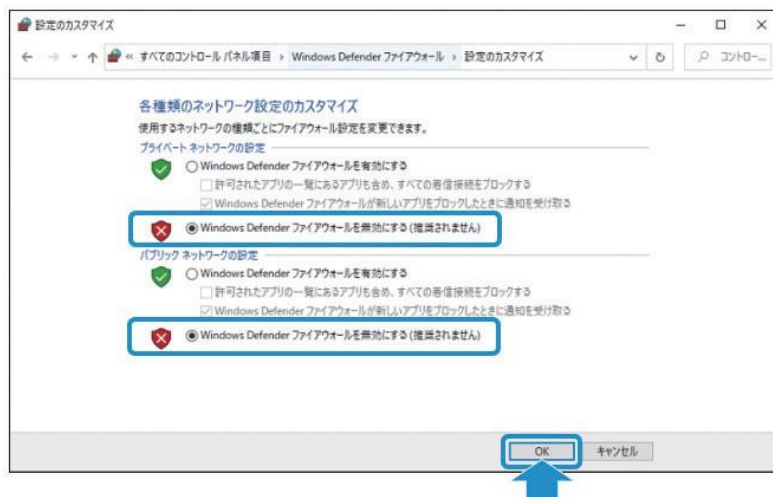 設定のカスタマイズ
« すべてのコントロール パネル項目 › Windows Defender ファイアウォール › 設定のカスタマイズ
コントロー...
各種類のネットワーク設定のカスタマイズ
使用するネットワークの種類ごとにファイアウォール設定を変更できます。
プライベート ネットワークの設定
Windows Defender ファイアウォールを有効にする
許可されたアプリの一覧にあるアプリも含め、すべての着信接続をブロックする
Windows Defender ファイアウォールが新しいアプリをブロックしたときに通知を受け取る
Windows Defender ファイアウォールを無効にする (推奨されません)
パブリック ネットワークの設定
Windows Defender ファイアウォールを有効にする
許可されたアプリの一覧にあるアプリも含め、すべての着信接続をブロックする
Windows Defender ファイアウォールが新しいアプリをブロックしたときに通知を受け取る
Windows Defender ファイアウォールを無効にする (推奨されません)
OK キャンセル